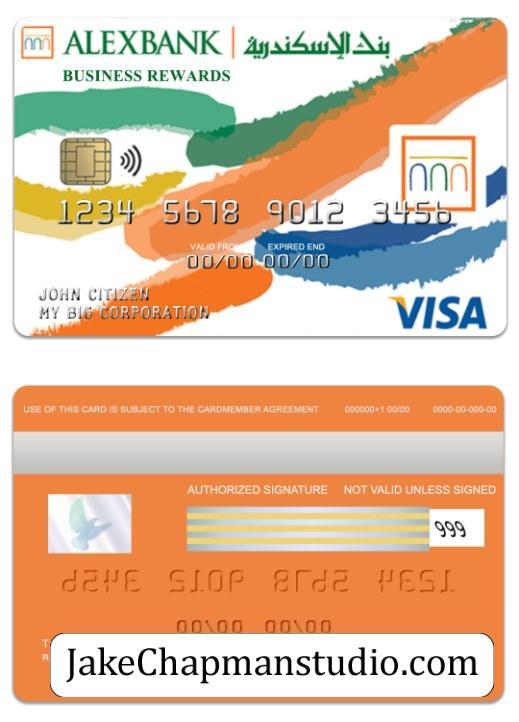 ALEXBANK | بنك الإسكندرية
BUSINESS REWARDS
1234 5678 9012 3456
VALID FROM EXPIRED END
00/00 00/00
JOHN CITIZEN
MY BIG CORPORATION
VISA
USE OF THIS CARD IS SUBJECT TO THE CARDMEMBER AGREEMENT 000000+1 00/00 0000-00-000-00
AUTHORIZED SIGNATURE NOT VALID UNLESS SIGNED
999
1234 5678 9012 3456
00/00 00/00
JakeChapmanstudio.com